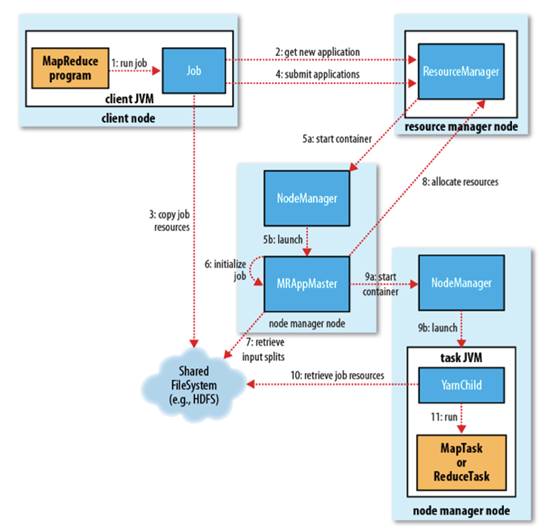 MapReduce
program
1: run job
Job
client JVM
client node
2: get new application
4: submit applications
ResourceManager
resource manager node
5a: start container
8: allocate resources
3: copy job
resources
NodeManager
5b: launch
6: initialize
job
MRAppMaster
node manager node
9a: start
container
NodeManager
9b: launch
7: retrieve
input splits
Shared
FileSystem
(e.g., HDFS)
10: retrieve job resources
task JVM
YarnChild
11: run
MapTask
or
ReduceTask
node manager node